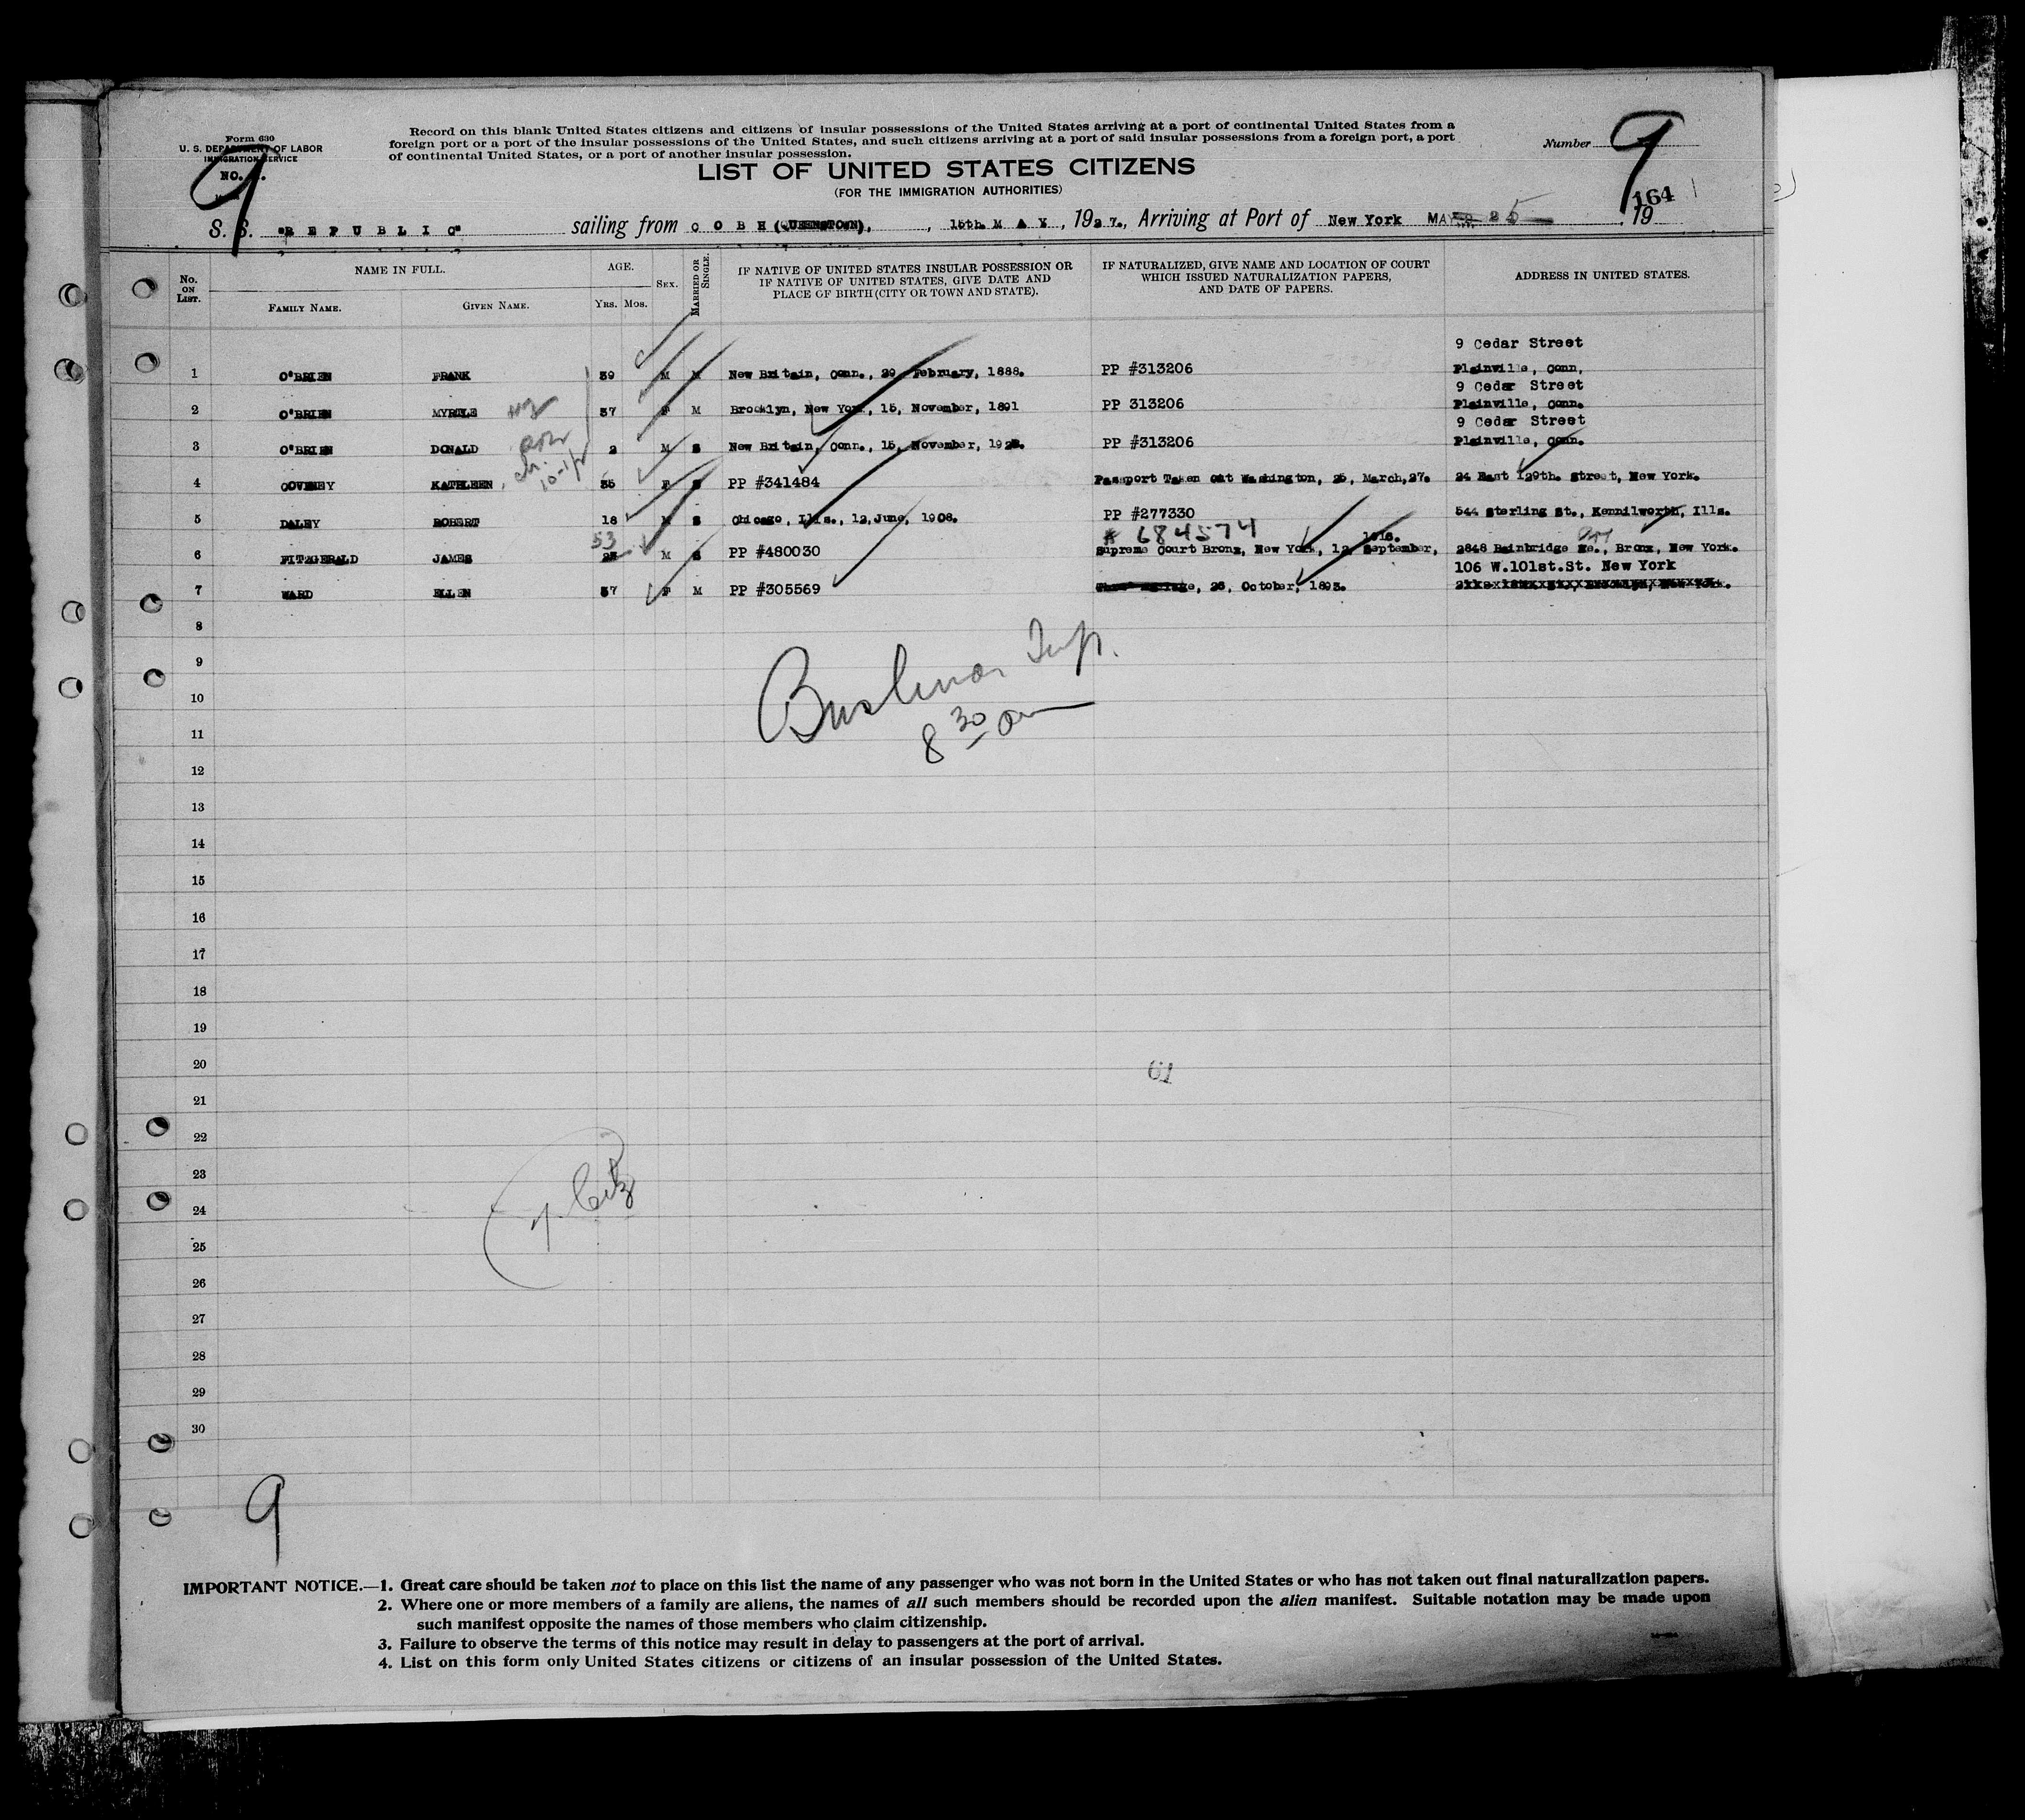 Form 630
U. S. DEPARTMENT OF LABOR
IMMIGRATION SERVICE
NO.
9
Record on this blank United States citizens and citizens of insular possessions of the United States arriving at a port of continental United States from a
foreign port or a port of the insular possessions of the United States, and such citizens arriving at a port of said insular possessions from a foreign port, a port
of continental United States, or a port of another insular possession.
Number 9
164
LIST OF UNITED STATES CITIZENS
(FOR THE IMMIGRATION AUTHORITIES)
S. S. "REPUBLIC" sailing from COBH (QUEENSTOWN), , 15th. MAY, 1927., Arriving at Port of New York MAY 25 19
No. ON LIST. NAME IN FULL. AGE. SEX. MARRIED OR SINGLE. IF NATIVE OF UNITED STATES INSULAR POSSESSION OR IF NATIVE OF UNITED STATES, GIVE DATE AND PLACE OF BIRTH (CITY OR TOWN AND STATE). IF NATURALIZED, GIVE NAME AND LOCATION OF COURT WHICH ISSUED NATURALIZATION PAPERS, AND DATE OF PAPERS. ADDRESS IN UNITED STATES.
FAMILY NAME. GIVEN NAME. YRS. MOS.
9 Cedar Street
1 O'BRIEN FRANK 39 M M New Britain, Conn., 29, February, 1888. PP #313206 Plainville, Conn,
9 Cedar Street
2 O'BRIEN MYRTLE 37 F M Brooklyn, New York, 15, November, 1891 PP 313206 Plainville, Conn.
9 Cedar Street
3 O'BRIEN DONALD 2 M S New Britain, Conn., 15, November, 192 PP #313206 Plainville, Conn.
4 COVENEY KATHLEEN 35 F S PP #341484 Passport Taken Out Washington, 25, March, 27. 24 East 129th. Street, New York.
5 DALEY ROBERT 18 M S Chicago, Ills., 12, June, 1908. PP #277330 544 Sterling St., Kennilworth, Ills.
53 # 684574 1918.
6 FITZGERALD JAMES M S PP #480030 Supreme Court Bronx, New York, 12, September, 2848 Bainbridge Ave., Bronx, New York.
106 W.101st.St. New York
7 WARD ELLEN 37 F M PP #305569 26, October, 1893.
8
9
10
8 30 am
11
12
13
14
15
16
17
18
19
20
61
21
22
23
7. Citz
24
25
26
27
28
29
30
9
IMPORTANT NOTICE.—1. Great care should be taken not to place on this list the name of any passenger who was not born in the United States or who has not taken out final naturalization papers.
2. Where one or more members of a family are aliens, the names of all such members should be recorded upon the alien manifest. Suitable notation may be made upon
such manifest opposite the names of those members who claim citizenship.
3. Failure to observe the terms of this notice may result in delay to passengers at the port of arrival.
4. List on this form only United States citizens or citizens of an insular possession of the United States.